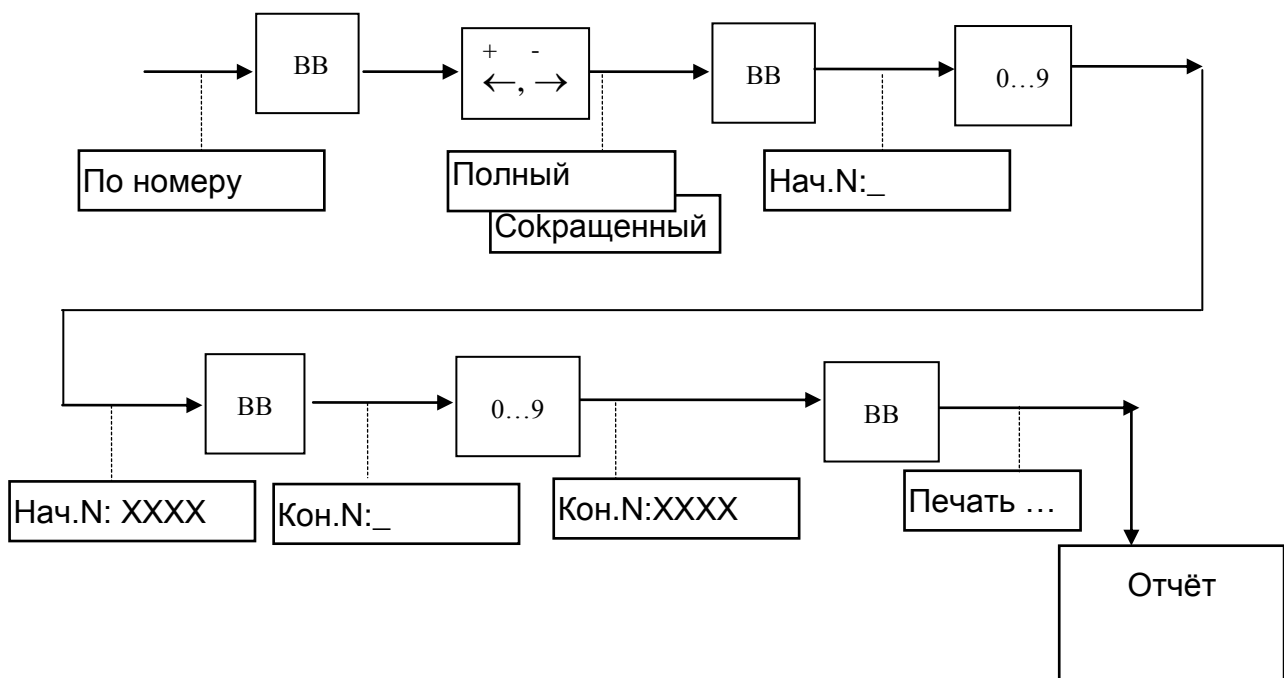 ВВ
+ -
←, →
ВВ
0…9
По номеру
Полный
Сокращенный
Нач.N:_
ВВ
0…9
ВВ
Нач.N: XXXX
Кон.N:_
Кон.N:XXXX
Печать …
Отчёт